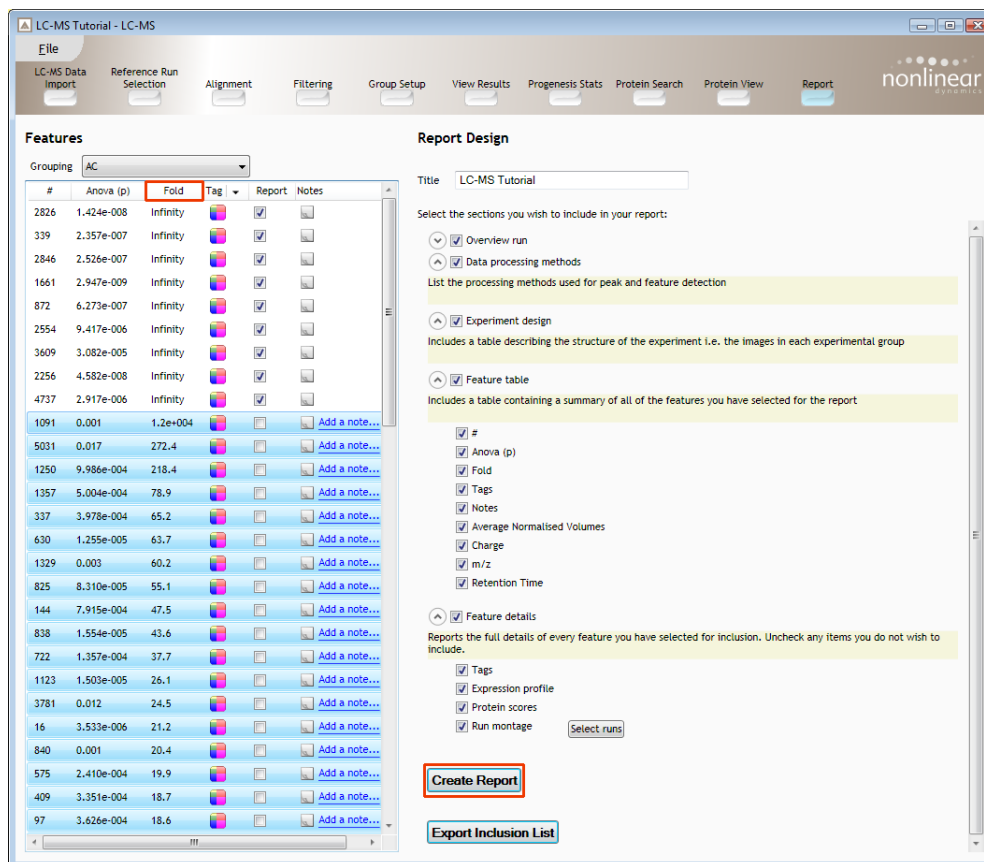 LC-MS Tutorial - LC-MS
File
LC-MS Data Import
Reference Run Selection
Alignment
Filtering
Group Setup
View Results
Progenesis Stats
Protein Search
Protein View
Report
nonlinear
dynamics
Features
Grouping AC
# Anova (p) Fold Tag Report Notes
2826 1.424e-008 Infinity
339 2.357e-007 Infinity
2846 2.526e-007 Infinity
1661 2.947e-009 Infinity
872 6.273e-007 Infinity
2554 9.417e-006 Infinity
3609 3.082e-005 Infinity
2256 4.582e-008 Infinity
4737 2.917e-006 Infinity
1091 0.001 1.2e+004 Add a note...
5031 0.017 272.4 Add a note...
1250 9.986e-004 218.4 Add a note...
1357 5.004e-004 78.9 Add a note...
337 3.978e-004 65.2 Add a note...
630 1.255e-005 63.7 Add a note...
1329 0.003 60.2 Add a note...
825 8.310e-005 55.1 Add a note...
144 7.915e-004 47.5 Add a note...
838 1.554e-005 43.6 Add a note...
722 1.357e-004 37.7 Add a note...
1123 1.503e-005 26.1 Add a note...
3781 0.012 24.5 Add a note...
16 3.533e-006 21.2 Add a note...
840 0.001 20.4 Add a note...
575 2.410e-004 19.9 Add a note...
409 3.351e-004 18.7 Add a note...
97 3.626e-004 18.6 Add a note...
Report Design
Title LC-MS Tutorial
Select the sections you wish to include in your report:
Overview run
Data processing methods
List the processing methods used for peak and feature detection
Experiment design
Includes a table describing the structure of the experiment i.e. the images in each experimental group
Feature table
Includes a table containing a summary of all of the features you have selected for the report
#
Anova (p)
Fold
Tags
Notes
Average Normalised Volumes
Charge
m/z
Retention Time
Feature details
Reports the full details of every feature you have selected for inclusion. Uncheck any items you do not wish to
include.
Tags
Expression profile
Protein scores
Run montage Select runs
Create Report
Export Inclusion List